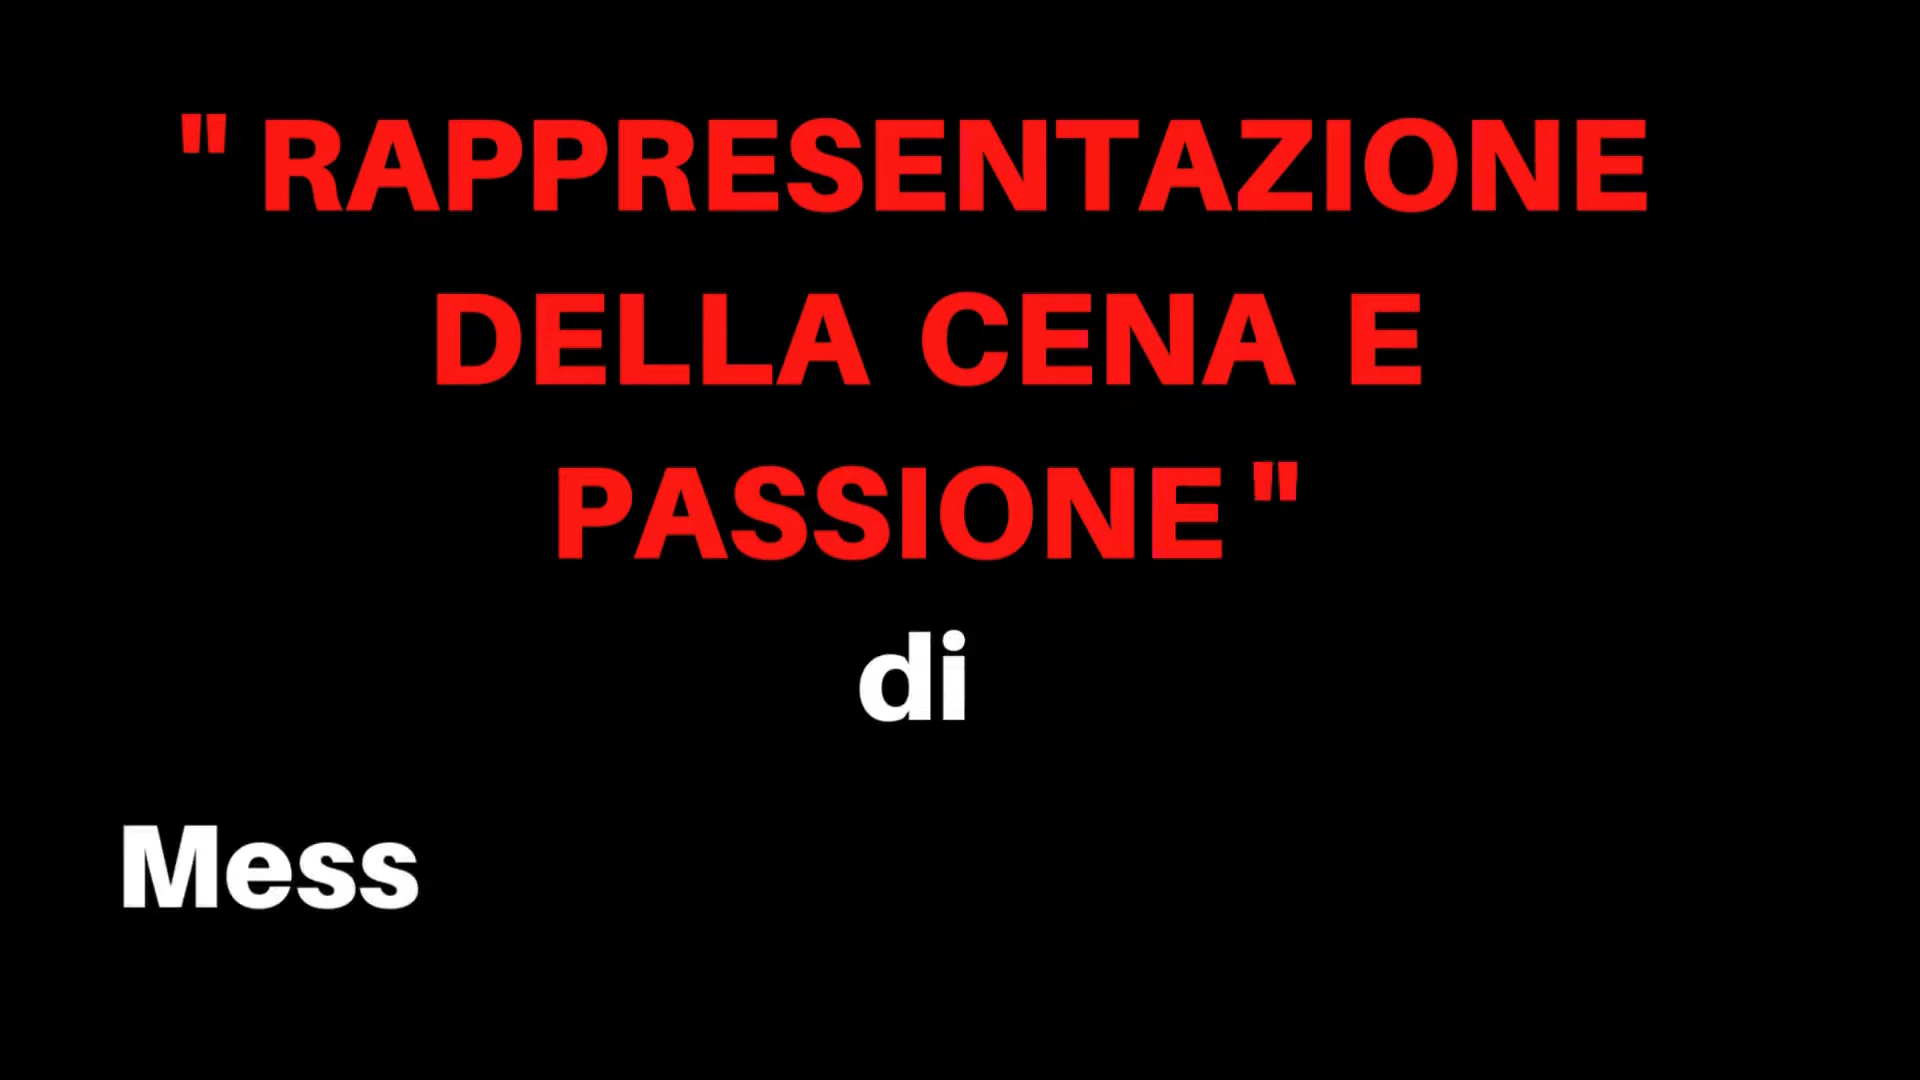 " RAPPRESENTAZIONE
DELLA CENA E
PASSIONE "
di
Mess